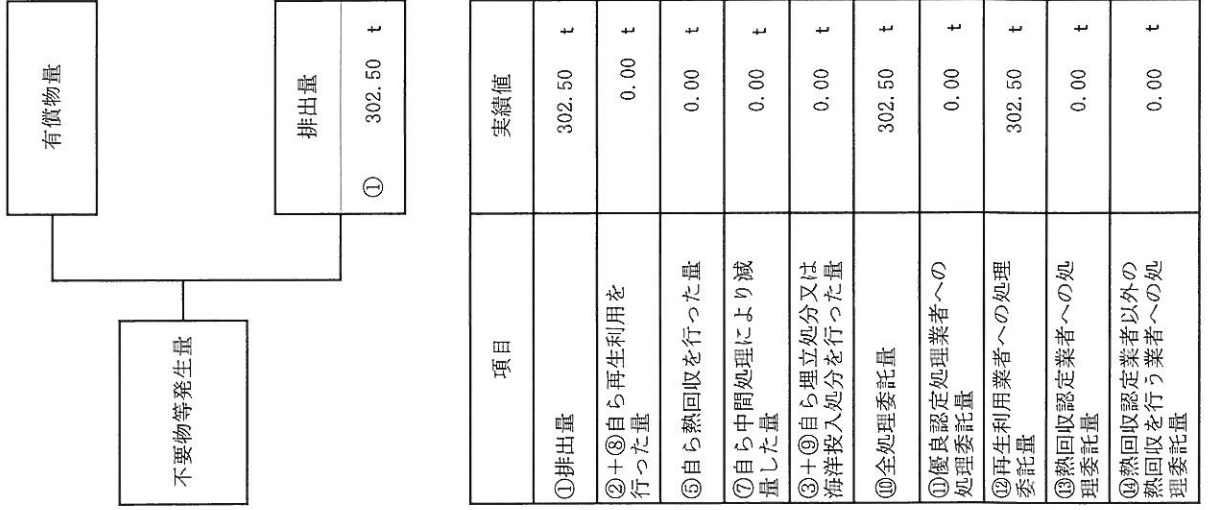 有償物量
不要物等発生量
排出量
① 302.50 t
項目 実績値
①排出量 302.50 t
②+⑧自ら再生利用を
行った量 0.00 t
⑤自ら熱回収を行った量 0.00 t
⑦自ら中間処理により減
量した量 0.00 t
③+⑨自ら埋立処分又は
海洋投入処分を行った量 0.00 t
⑩全処理委託量 302.50 t
⑪優良認定処理業者への
処理委託量 0.00 t
⑫再生利用業者への処理
委託量 302.50 t
⑬熱回収認定業者への処
理委託量 0.00 t
⑭熱回収認定業者以外の
熱回収を行う業者への処
理委託量 0.00 t